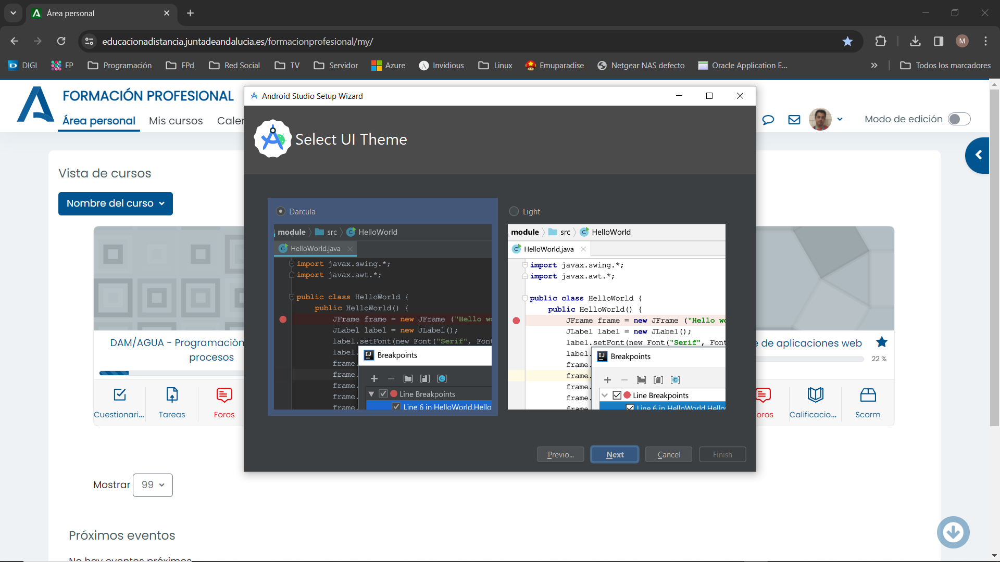 Área personal
educacionadistancia.juntadeandalucia.es/formacionprofesional/my/
M
DIGI FP Programación FPd Red Social TV Servidor Azure Invidious Linux Emuparadise Netgear NAS defecto Oracle Application E... » Todos los marcadores
FORMACIÓN PROFESIONAL
Área personal Mis cursos Caler
Modo de edición
Android Studio Setup Wizard
Select UI Theme
Vista de cursos
Nombre del curso
DAM/AGUA - Programación
procesos
Cuestionari... Tareas Foros
Darcula
module src HelloWorld
HelloWorld.java
import javax.swing.*;
import javax.awt.*;
public class HelloWorld {
public HelloWorld() {
JFrame frame = new JFrame ("Hello wo
JLabel label = new JLabel();
label.setFont(new Font("Serif", Font
label.
frame.
frame.
frame.
frame.
frame.
Breakpoints
Line Breakpoints
Line 6 in HelloWorld.Hello
Light
module src HelloWorld
HelloWorld.java
import javax.swing.*;
import javax.awt.*;
public class HelloWorld {
public HelloWorld() {
JFrame frame = new JFrame ("Hello wo
JLabel label = new JLabel();
label.setFont(new Font("Serif", Font
label.
frame.
frame.
frame.
frame.
frame.
Breakpoints
Line Breakpoints
Line 6 in HelloWorld.Hello
Previo... Next Cancel Finish
e de aplicaciones web
22 %
oros Calificacio... Scorm
Mostrar 99
Próximos eventos
No hay eventos próximos